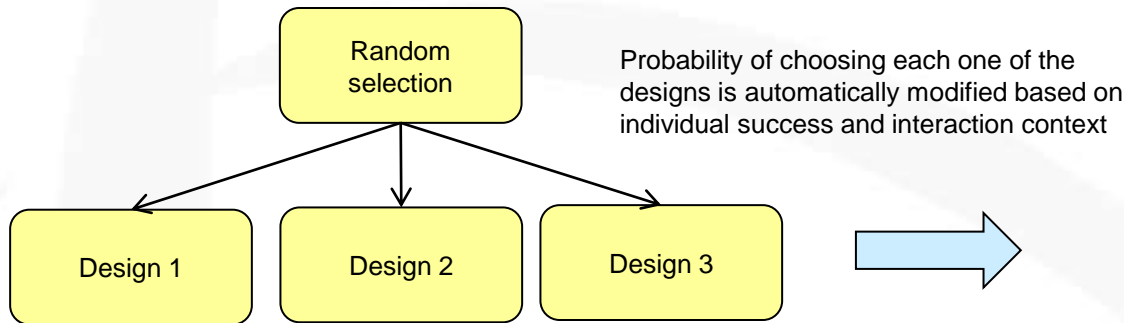 Random
selection
Probability of choosing each one of the
designs is automatically modified based on
individual success and interaction context
Design 1
Design 2
Design 3